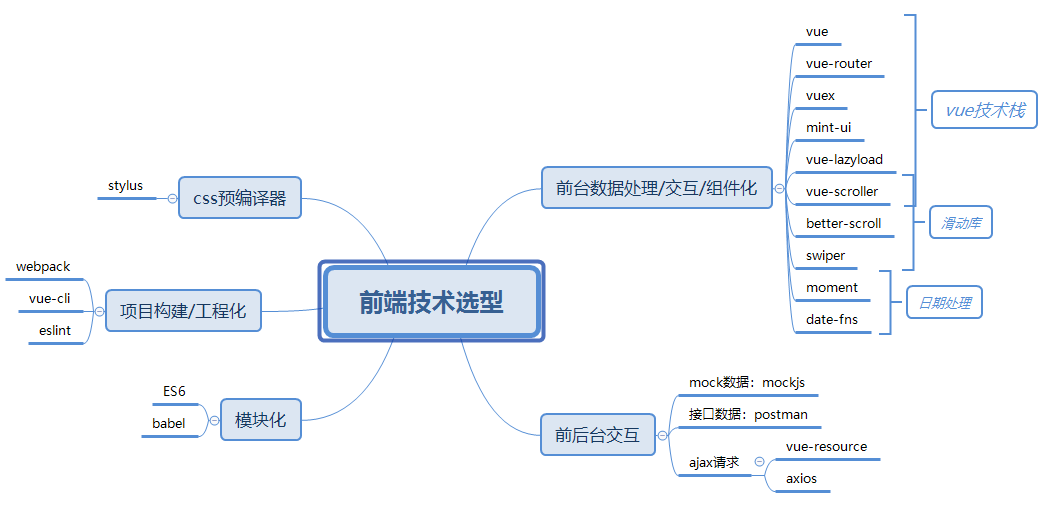 前端技术选型
前台数据处理/交互/组件化
vue
vue-router
vuex
mint-ui
vue-lazyload
vue-scroller
better-scroll
swiper
moment
date-fns
vue技术栈
滑动库
日期处理
前后台交互
mock数据：mockjs
接口数据：postman
ajax请求
vue-resource
axios
css预编译器
stylus
项目构建/工程化
webpack
vue-cli
eslint
模块化
ES6
babel